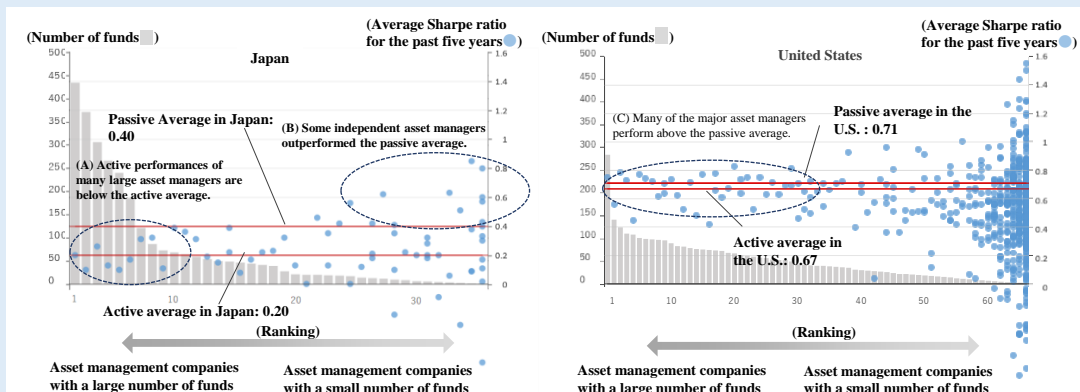 (Number of funds )
(Average Sharpe ratio
for the past five years )
Japan
500
450
400
350
300
250
200
150
100
50
0
1.6
1.4
1.2
1
0.8
0.6
0.4
0.2
0
Passive Average in Japan:
0.40
(A) Active performances of
many large asset managers are
below the active average.
(B) Some independent asset managers
outperformed the passive average.
1
10
20
30
Active average in Japan: 0.20
(Ranking)
Asset management companies
with a large number of funds
Asset management companies
with a small number of funds
(Number of funds )
(Average Sharpe ratio
for the past five years )
United States
500
450
400
350
300
250
200
150
100
50
0
1.6
1.4
1.2
1
0.8
0.6
0.4
0.2
0
(C) Many of the major asset managers
perform above the passive average.
Passive average in the
U.S. : 0.71
Active average in
the U.S.: 0.67
1
10
20
30
40
50
60
(Ranking)
Asset management companies
with a large number of funds
Asset management companies
with a small number of funds